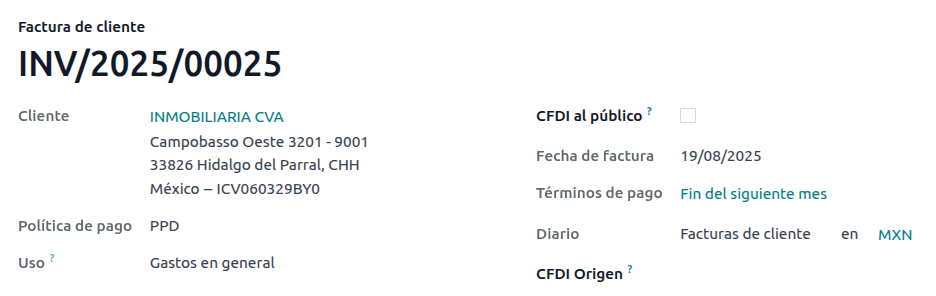 Factura de cliente
INV/2025/00025
Cliente INMOBILIARIA CVA
Campobasso Oeste 3201 - 9001
33826 Hidalgo del Parral, CHH
México – ICV060329BY0
Política de pago PPD
Uso ? Gastos en general
CFDI al público ?
Fecha de factura 19/08/2025
Términos de pago Fin del siguiente mes
Diario Facturas de cliente en MXN
CFDI Origen ?